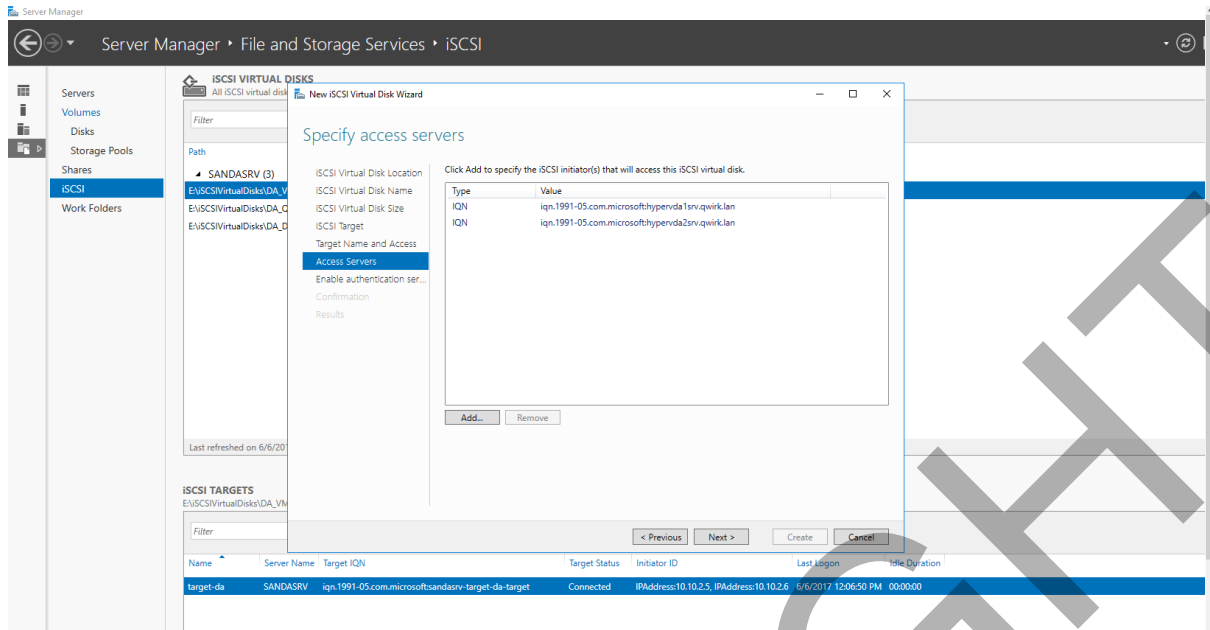 Server Manager
Server Manager • File and Storage Services • iSCSI
Servers
Volumes
Disks
Storage Pools
Shares
iSCSI
Work Folders
iSCSI VIRTUAL DISKS
All iSCSI virtual disk
Filter
Path
SANDASRV (3)
E:\iSCSIVirtualDisks\DA_V
E:\iSCSIVirtualDisks\DA_Q
E:\iSCSIVirtualDisks\DA_D
Last refreshed on 6/6/201
New iSCSI Virtual Disk Wizard
Specify access servers
iSCSI Virtual Disk Location
iSCSI Virtual Disk Name
iSCSI Virtual Disk Size
iSCSI Target
Target Name and Access
Access Servers
Enable authentication ser...
Confirmation
Results
Click Add to specify the iSCSI initiator(s) that will access this iSCSI virtual disk.
Type Value
IQN iqn.1991-05.com.microsoft:hypervda1srv.qwirk.lan
IQN iqn.1991-05.com.microsoft:hypervda2srv.qwirk.lan
Add... Remove
< Previous Next > Create Cancel
iSCSI TARGETS
E:\iSCSIVirtualDisks\DA_VM
Filter
Name Server Name Target IQN Target Status Initiator ID Last Logon Idle Duration
target-da SANDASRV iqn.1991-05.com.microsoft:sandasrv-target-da-target Connected IPAddress:10.10.2.5, IPAddress:10.10.2.6 6/6/2017 12:06:50 PM 00:00:00
GHT